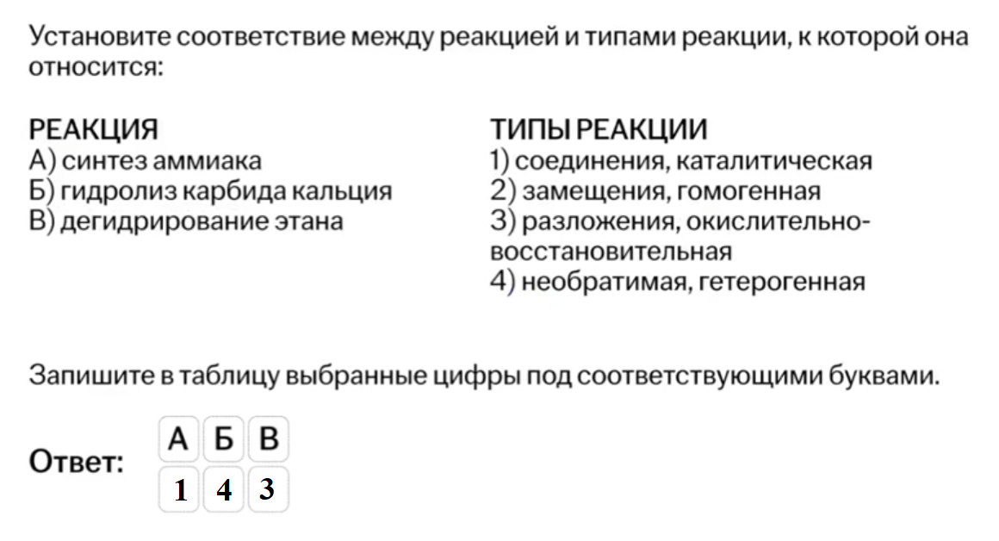 Установите соответствие между реакцией и типами реакции, к которой она
относится:
РЕАКЦИЯ
А) синтез аммиака
Б) гидролиз карбида кальция
В) дегидрирование этана
ТИПЫ РЕАКЦИИ
1) соединения, каталитическая
2) замещения, гомогенная
3) разложения, окислительно-
восстановительная
4) необратимая, гетерогенная
Запишите в таблицу выбранные цифры под соответствующими буквами.
Ответ:
А Б В
1 4 3